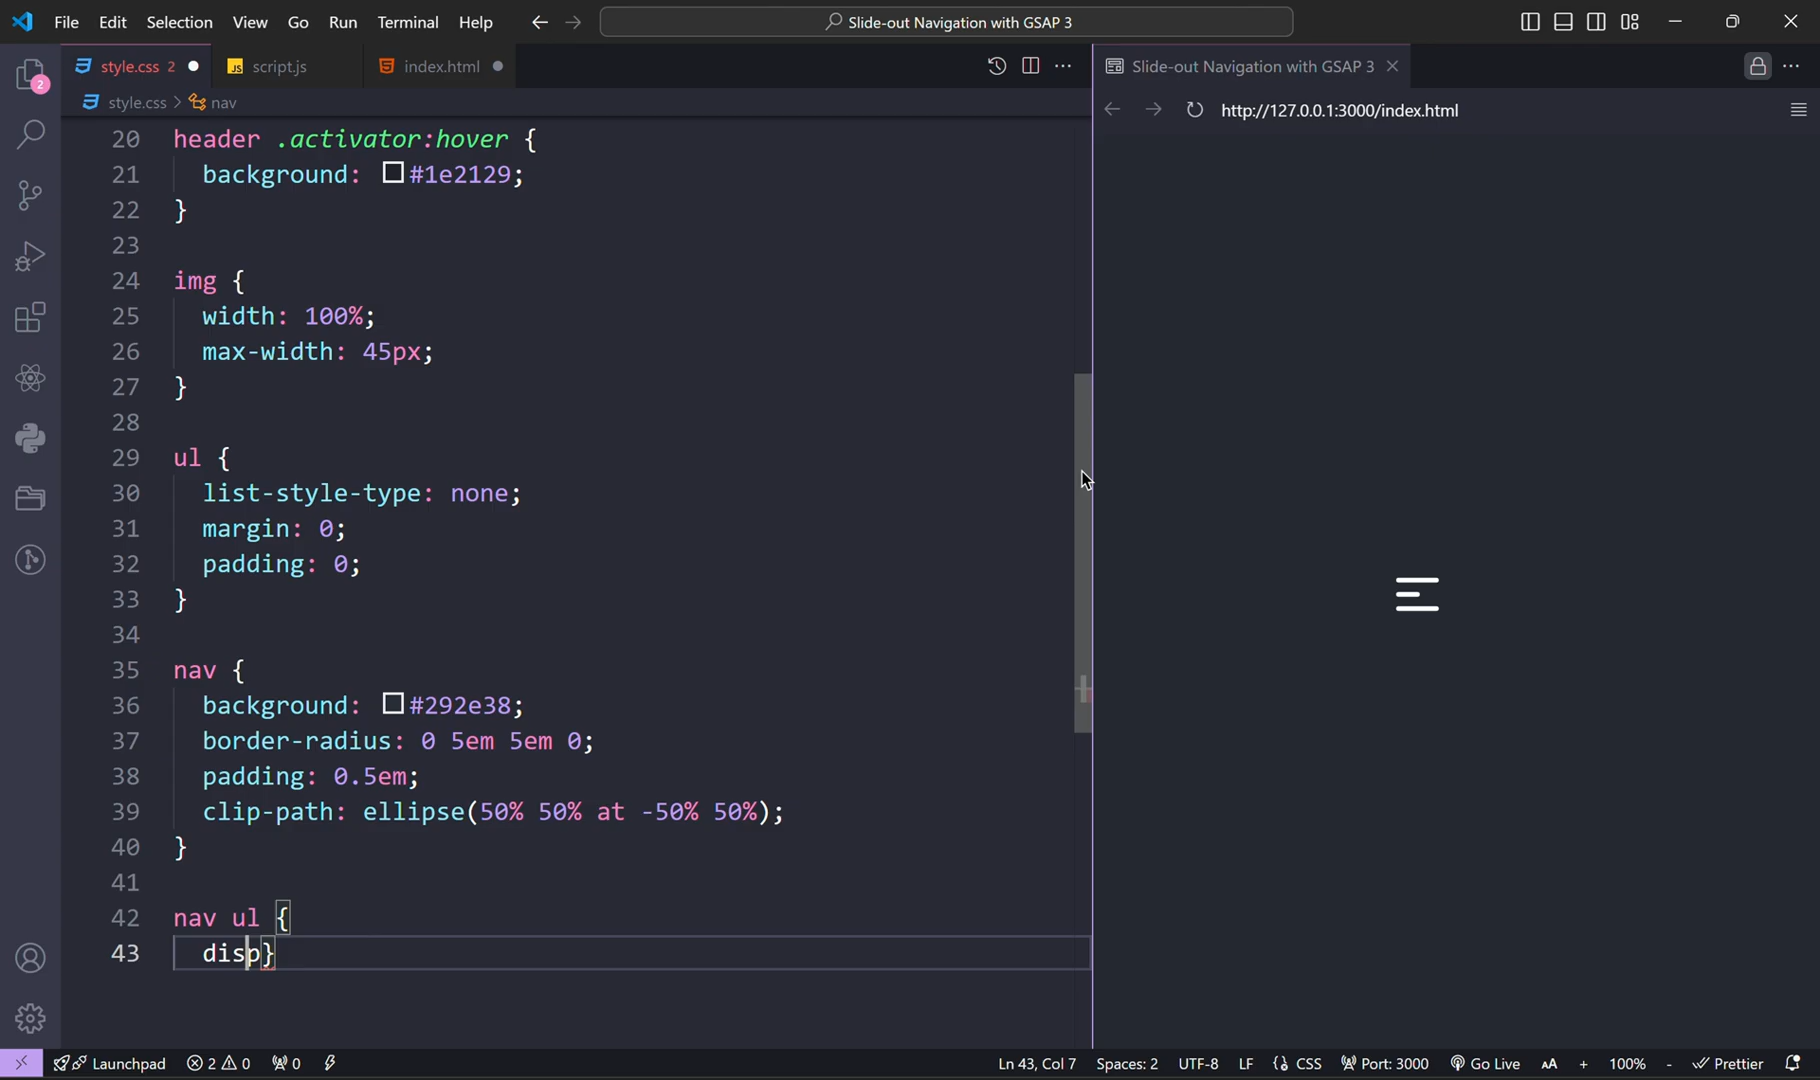 File Edit Selection View Go Run Terminal Help
Slide-out Navigation with GSAP 3
style.css 2
script.js
index.html
Slide-out Navigation with GSAP 3
style.css > nav
http://127.0.0.1:3000/index.html
2
20 header .activator:hover {
21 background: #1e2129;
22 }
23
24 img {
25 width: 100%;
26 max-width: 45px;
27 }
28
29 ul {
30 list-style-type: none;
31 margin: 0;
32 padding: 0;
33 }
34
35 nav {
36 background: #292e38;
37 border-radius: 0 5em 5em 0;
38 padding: 0.5em;
39 clip-path: ellipse(50% 50% at -50% 50%);
40 }
41
42 nav ul {
43 disp}
Launchpad 2 0 0 Ln 43, Col 7 Spaces: 2 UTF-8 LF {} CSS Port: 3000 Go Live AA + 100% - Prettier